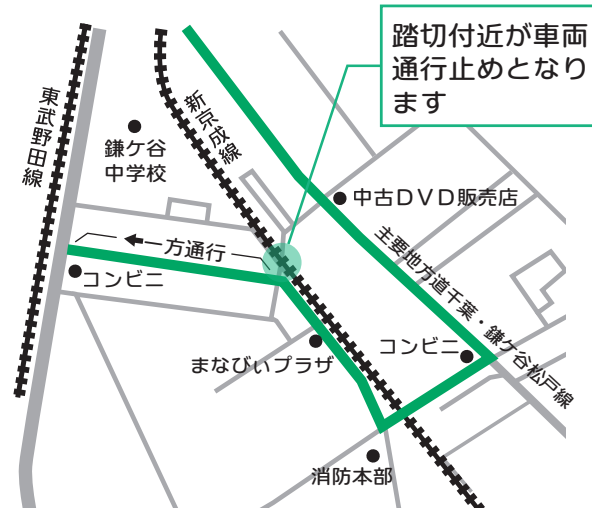 踏切付近が車両
通行止めとなり
ます
東武野田線
新京成線
鎌ケ谷
中学校
中古DVD販売店
一方通行
主要地方道千葉・鎌ケ谷松戸線
コンビニ
コンビニ
まなびぃプラザ
消防本部